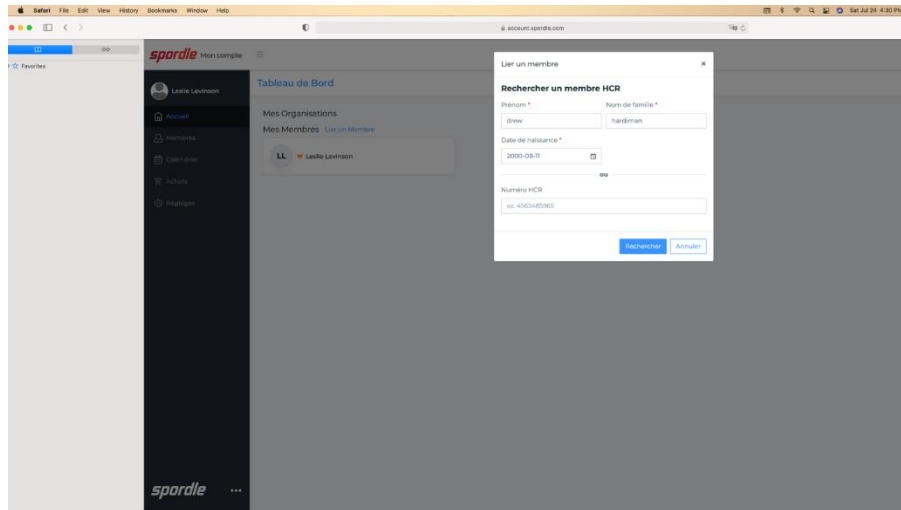 Safari File Edit View History Bookmarks Window Help
Sat Jul 24 4:30 PM
account.spordle.com
Favorites
spordle Mon compte
Leslie Levinson
Accueil
Membres
Calendrier
Achats
Réglages
spordle
Tableau de Bord
Mes Organisations
Mes Membres Lier un Membre
LL Leslie Levinson
Lier un membre
Rechercher un membre HCR
Prénom * Nom de famille *
drew hardiman
Date de naissance *
2000-08-11
ou
Numéro HCR
ex. 4563485965
Rechercher Annuler